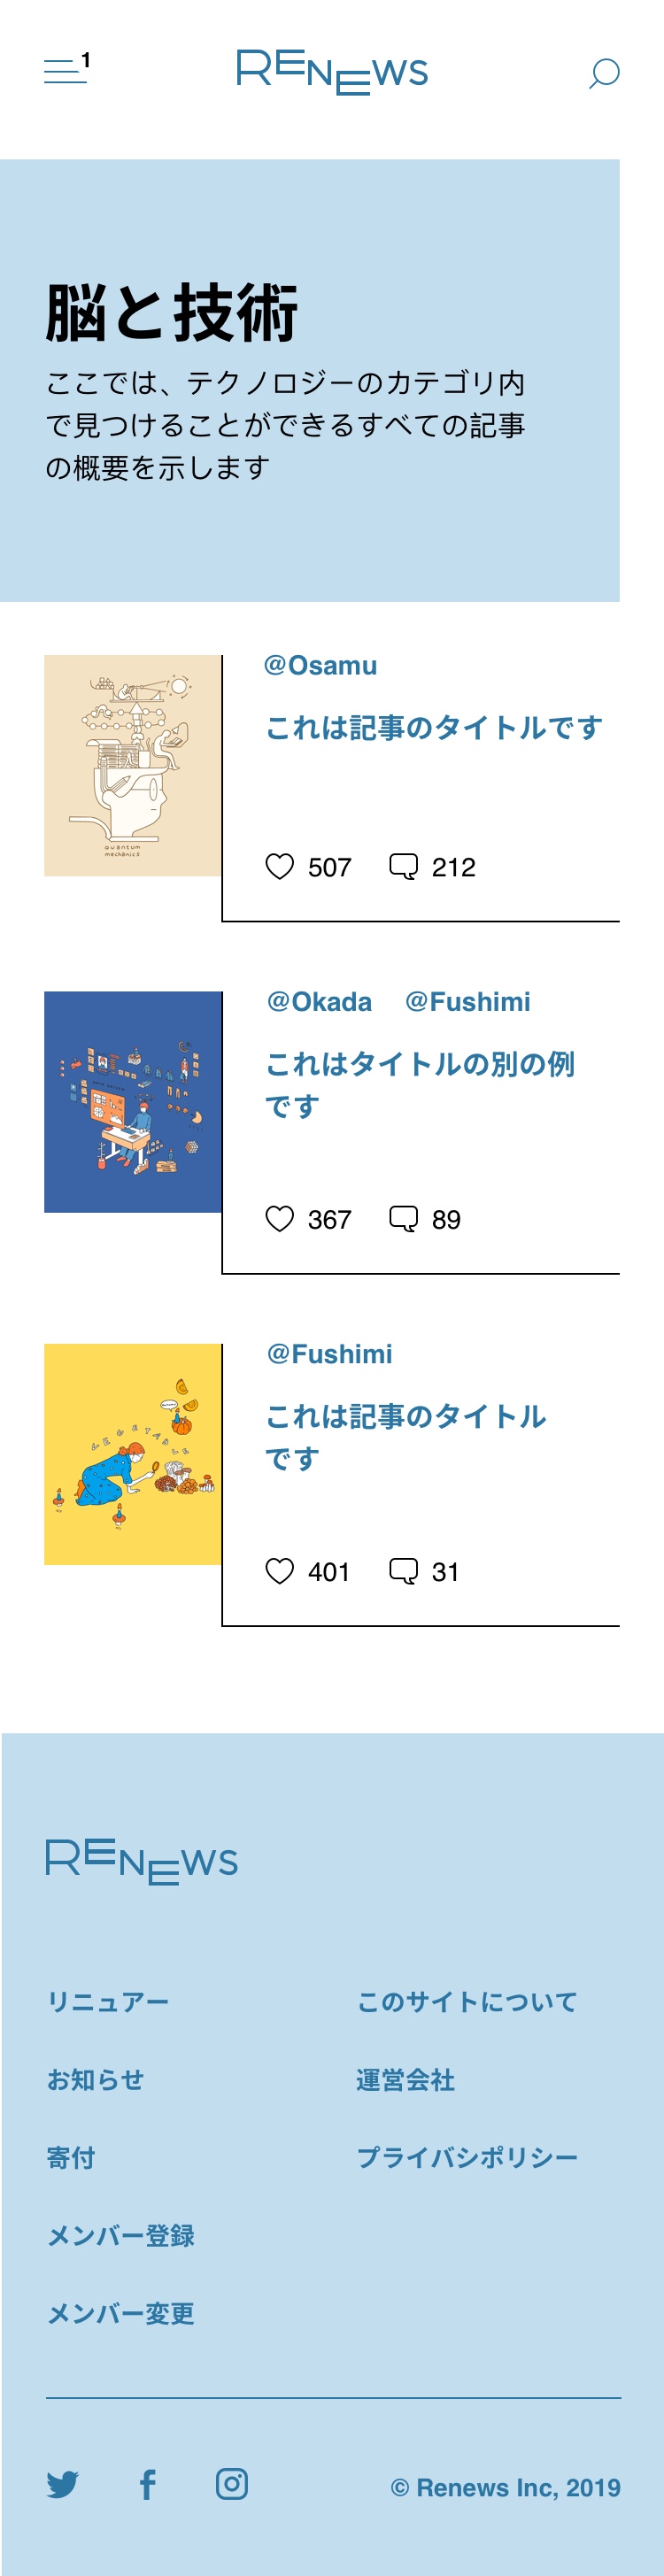 1
RENEWS
脳と技術
ここでは、テクノロジーのカテゴリ内
で見つけることができるすべての記事
の概要を示します
@Osamu
これは記事のタイトルです
quantum
mechanics
507 212
@Okada @Fushimi
これはタイトルの別の例
です
367 89
@Fushimi
これは記事のタイトル
です
VEGETABLE
401 31
RENEWS
リニュアー このサイトについて
お知らせ 運営会社
寄付 プライバシポリシー
メンバー登録
メンバー変更
© Renews Inc, 2019